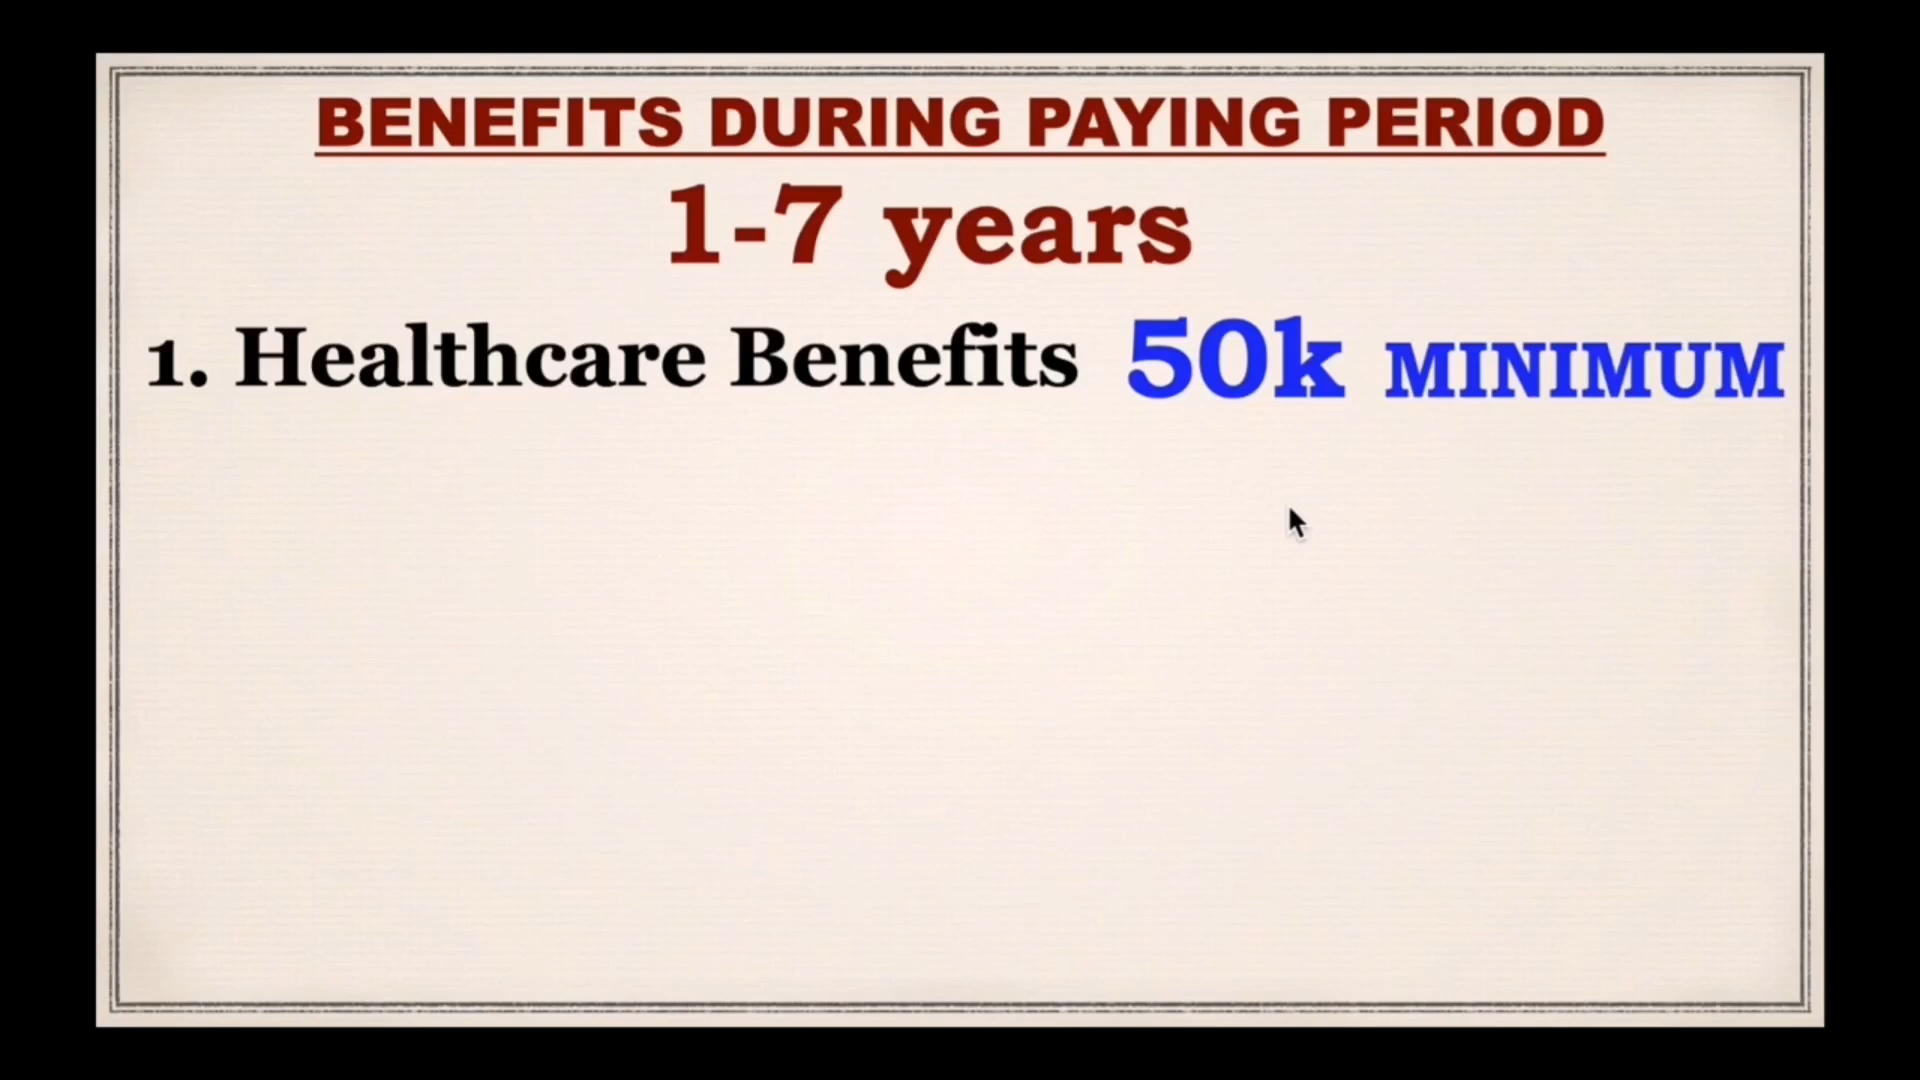 BENEFITS DURING PAYING PERIOD
1-7 years
1. Healthcare Benefits 50k MINIMUM